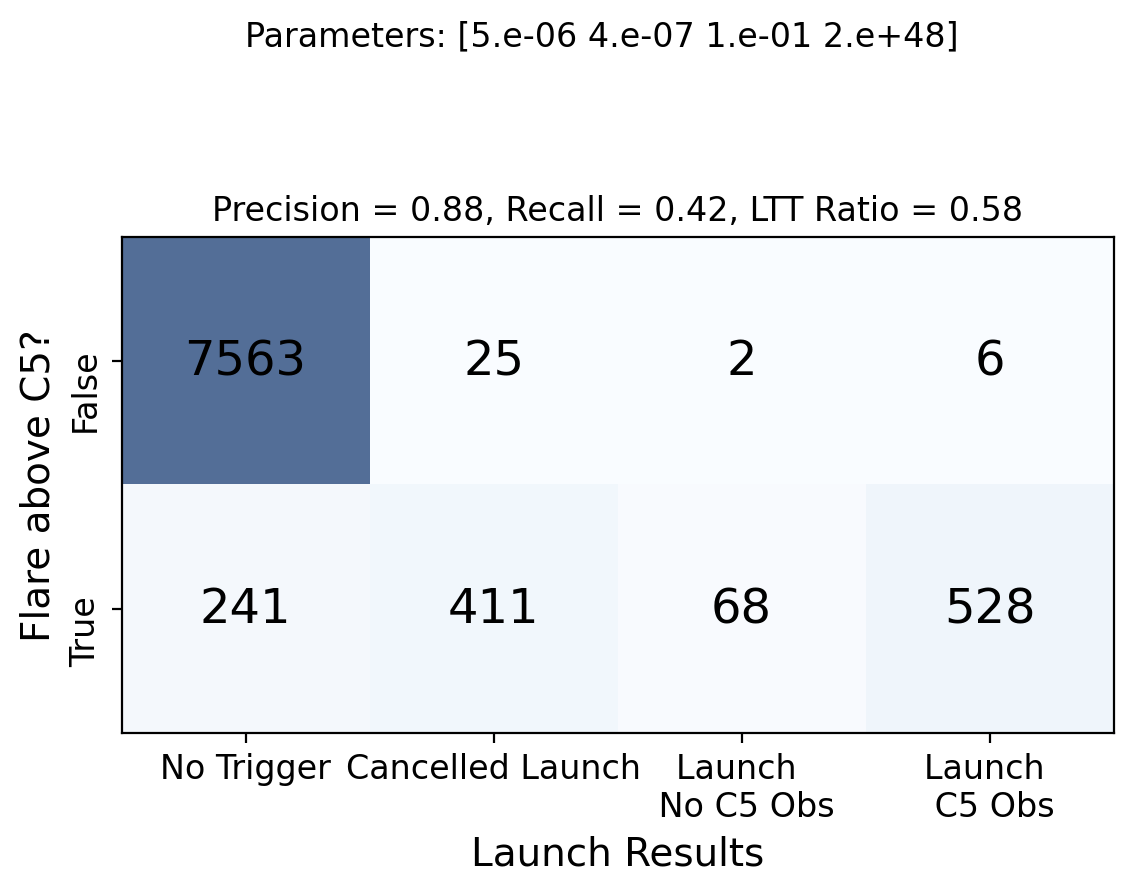 Parameters: [5.e-06 4.e-07 1.e-01 2.e+48]
Precision = 0.88, Recall = 0.42, LTT Ratio = 0.58
Flare above C5?
False
7563 25 2 6
True
241 411 68 528
No Trigger Cancelled Launch Launch Launch
No C5 Obs C5 Obs
Launch Results